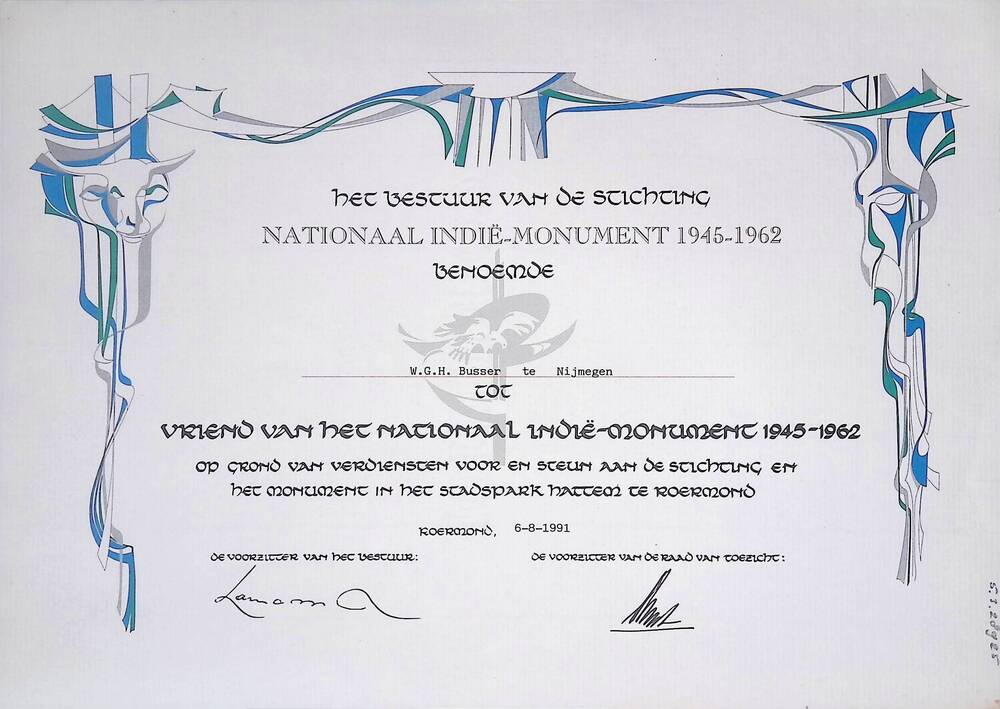 het bestuur van de stichting
NATIONAAL INDIË-MONUMENT 1945-1962
benoemde
W.G.H. Busser te Nijmegen
tot
vriend van het nationaal indië-monument 1945-1962
op grond van verdiensten voor en steun aan de stichting en
het monument in het stadspark hattem te roermond
roermond, 6-8-1991
de voorzitter van het bestuur:
de voorzitter van de raad van toezicht: